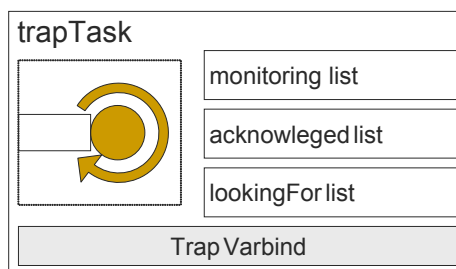 trapTask
monitoring list
acknowleged list
lookingFor list
Trap Varbind